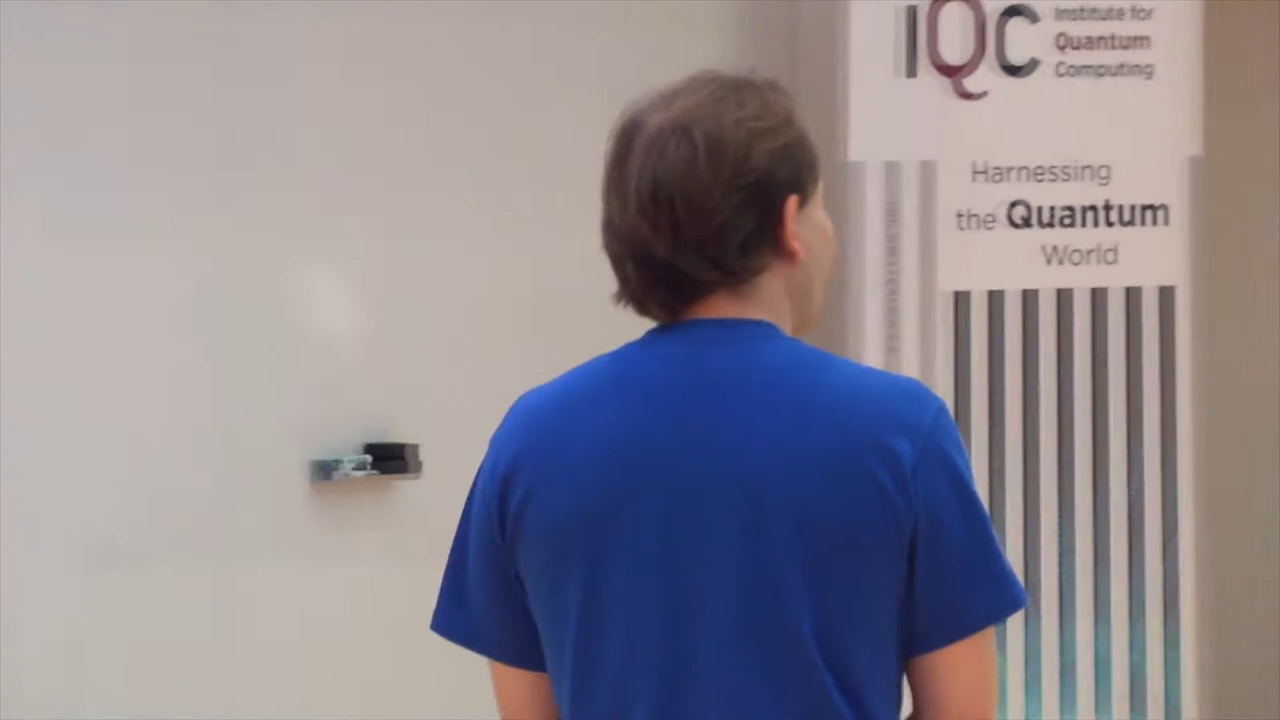 IQC
Institute for
Quantum
Computing
Harnessing
the Quantum
World